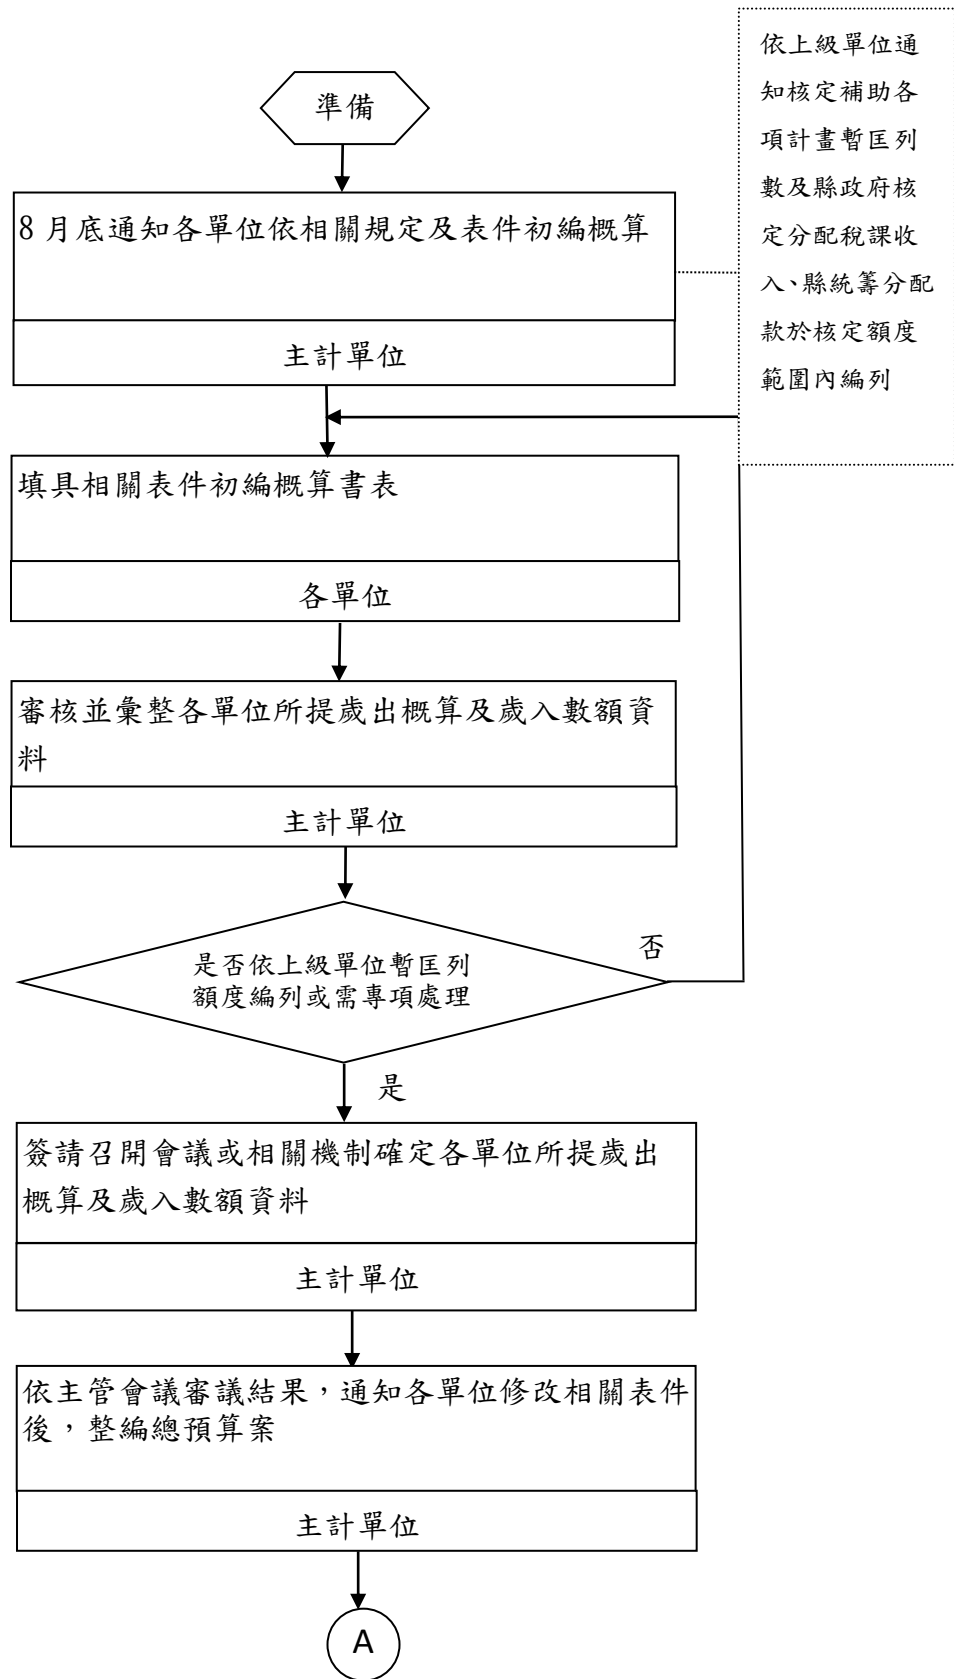 準備
8月底通知各單位依相關規定及表件初編概算
主計單位
依上級單位通
知核定補助各
項計畫暫匡列
數及縣政府核
定分配稅課收
入、縣統籌分配
款於核定額度
範圍內編列
填具相關表件初編概算書表
各單位
審核並彙整各單位所提歲出概算及歲入數額資
料
主計單位
是否依上級單位暫匡列
額度編列或需專項處理
否
是
簽請召開會議或相關機制確定各單位所提歲出
概算及歲入數額資料
主計單位
依主管會議審議結果，通知各單位修改相關表件
後，整編總預算案
主計單位
A